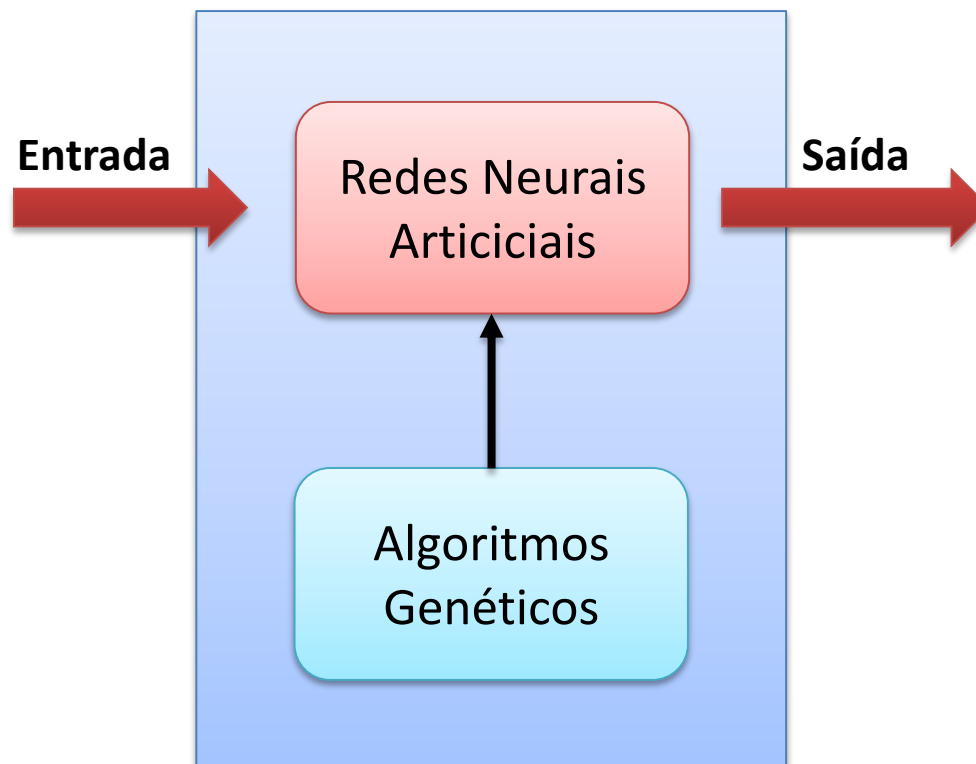 Entrada
Redes Neurais
Articiciais
Saída
Algoritmos
Genéticos